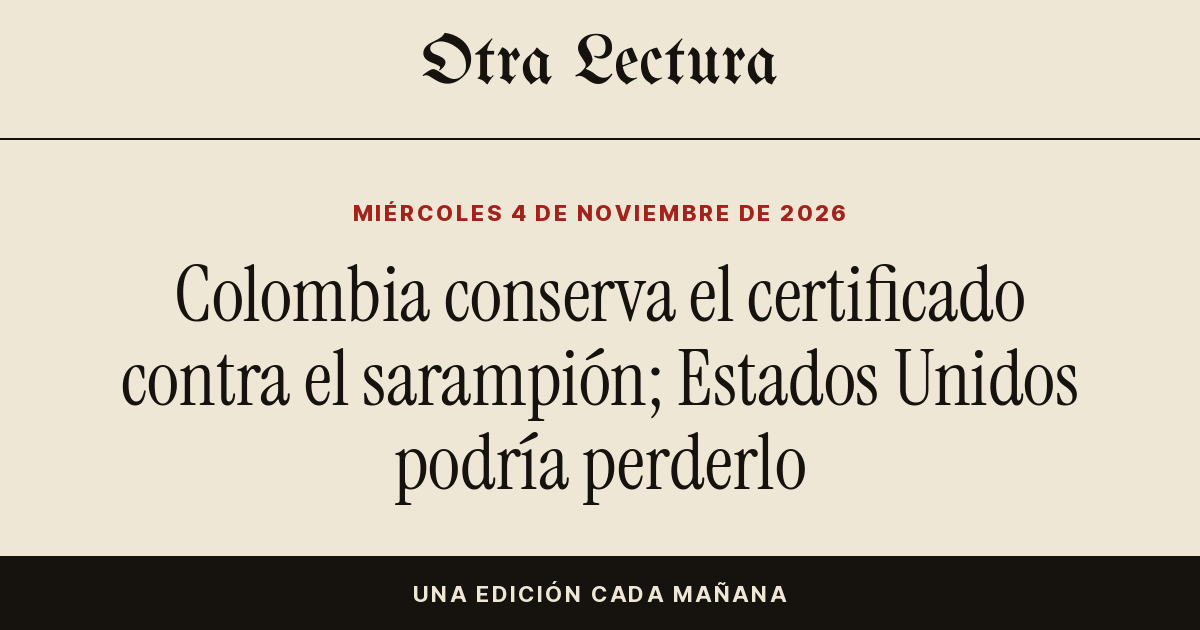 Otra Lectura
MIÉRCOLES 4 DE NOVIEMBRE DE 2026
Colombia conserva el certificado
contra el sarampión; Estados Unidos
podría perderlo
UNA EDICIÓN CADA MAÑANA